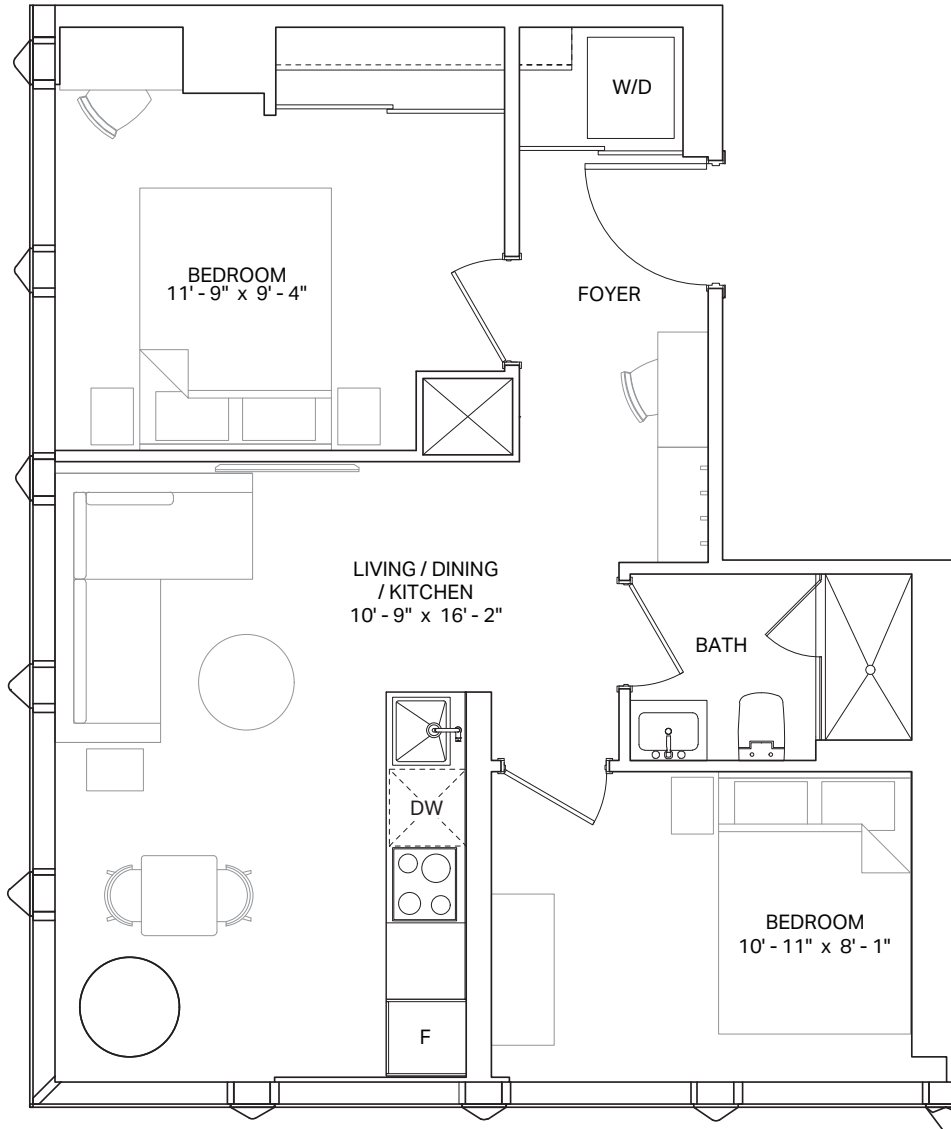 W/D
BEDROOM
11' - 9" x 9' - 4"
FOYER
LIVING / DINING
/ KITCHEN
10' - 9" x 16' - 2"
BATH
DW
BEDROOM
10' - 11" x 8' - 1"
F